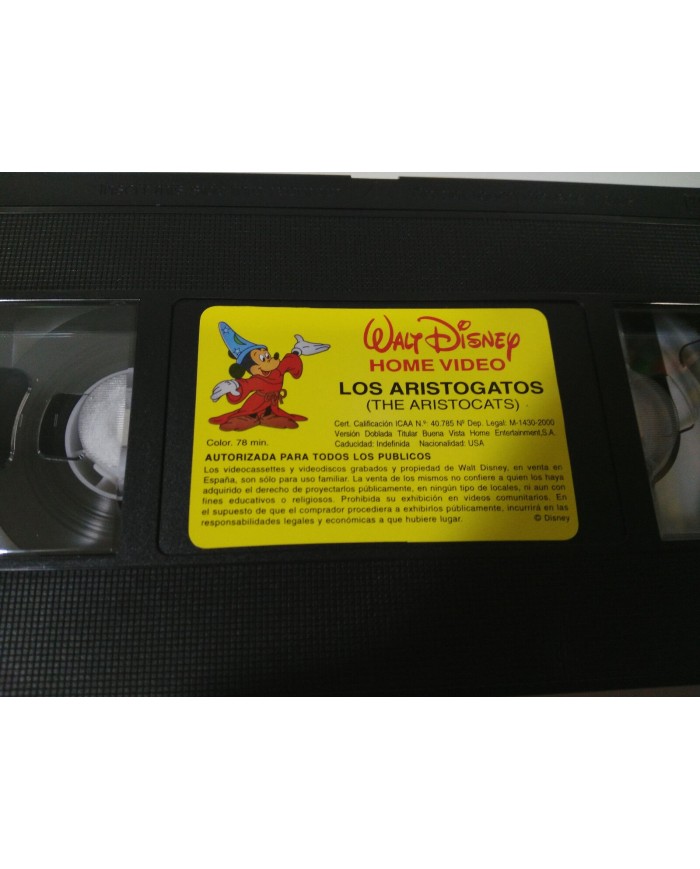 WALT DISNEY
HOME VIDEO
LOS ARISTOGATOS
(THE ARISTOCATS)
Cert. Calificación ICAA N.º: 40.785 Nº Dep. Legal: M-1430-2000
Versión Doblada Titular Buena Vista Home Entertainment,S.A.
Color. 78 min.
Caducidad: Indefinida Nacionalidad: USA
AUTORIZADA PARA TODOS LOS PUBLICOS
Los videocassettes y videodiscos grabados y propiedad de Walt Disney, en venta en
España, son sólo para uso familiar. La venta de los mismos no confiere a quien los haya
adquirido el derecho de proyectarlos públicamente, en ningún tipo de locales, ni aun con
fines educativos o religiosos. Prohibida su exhibición en videos comunitarios. En
el supuesto de que el comprador procediera a exhibirlos públicamente, incurrirá en las
responsabilidades legales y económicas a que hubiere lugar.
© Disney